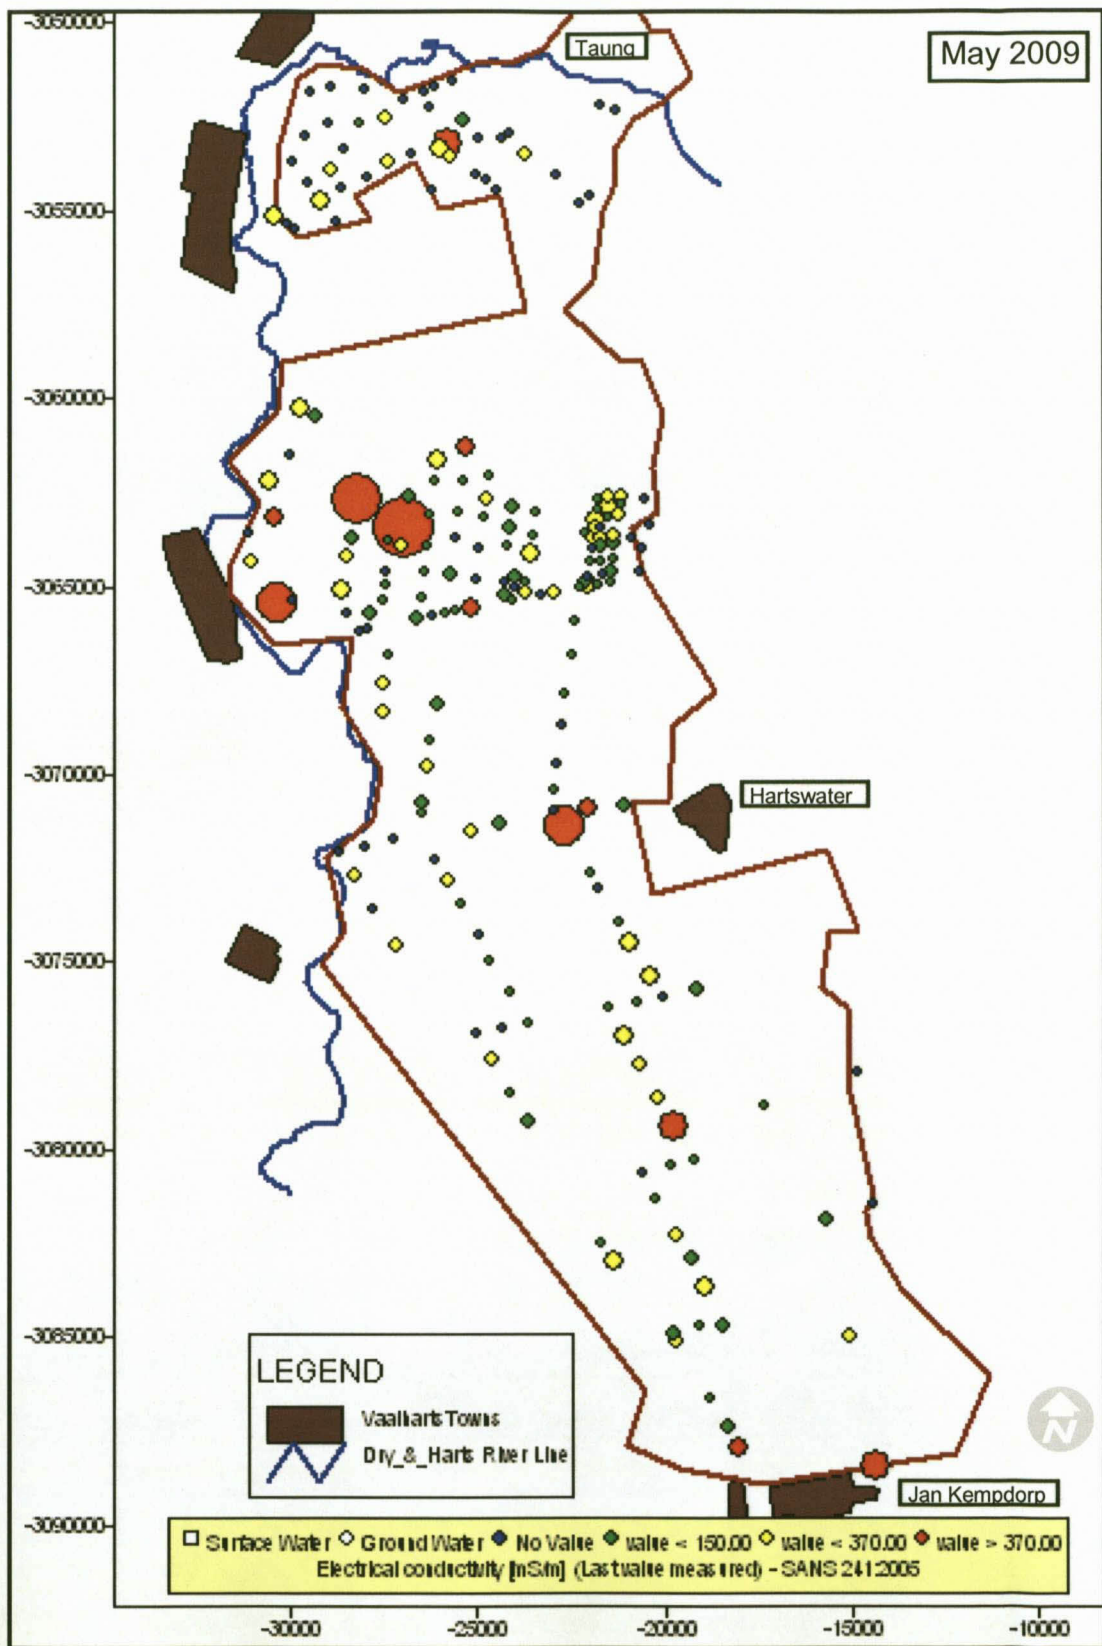 May 2009
Taung
-3050000
-3055000
-3060000
-3065000
-3070000
Hartswater
-3075000
-3080000
-3085000
LEGEND
Vaalharts Towns
Dry_&_Harts River Line
N
Jan Kempdorp
-3090000
Surface Water Ground Water No Value value < 150.00 value < 370.00 value > 370.00
Electrical conductivity [mS/m] (Last value measured) - SANS 241:2005
-30000 -25000 -20000 -15000 -10000